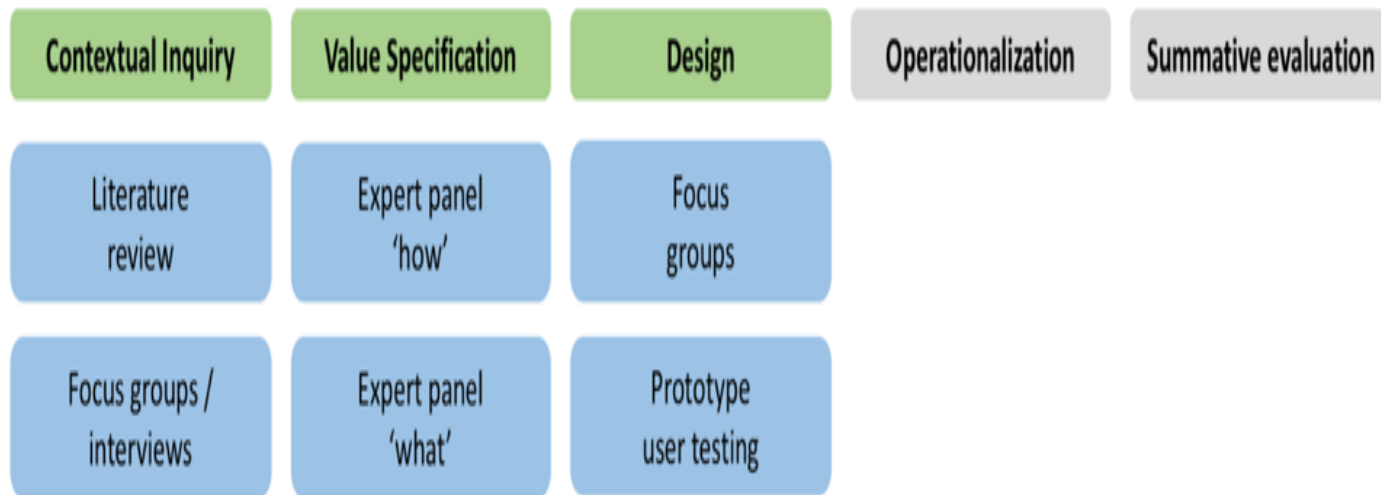 Contextual Inquiry
Value Specification
Design
Operationalization
Summative evaluation
Literature
review
Expert panel
‘how’
Focus
groups
Focus groups /
interviews
Expert panel
‘what’
Prototype
user testing